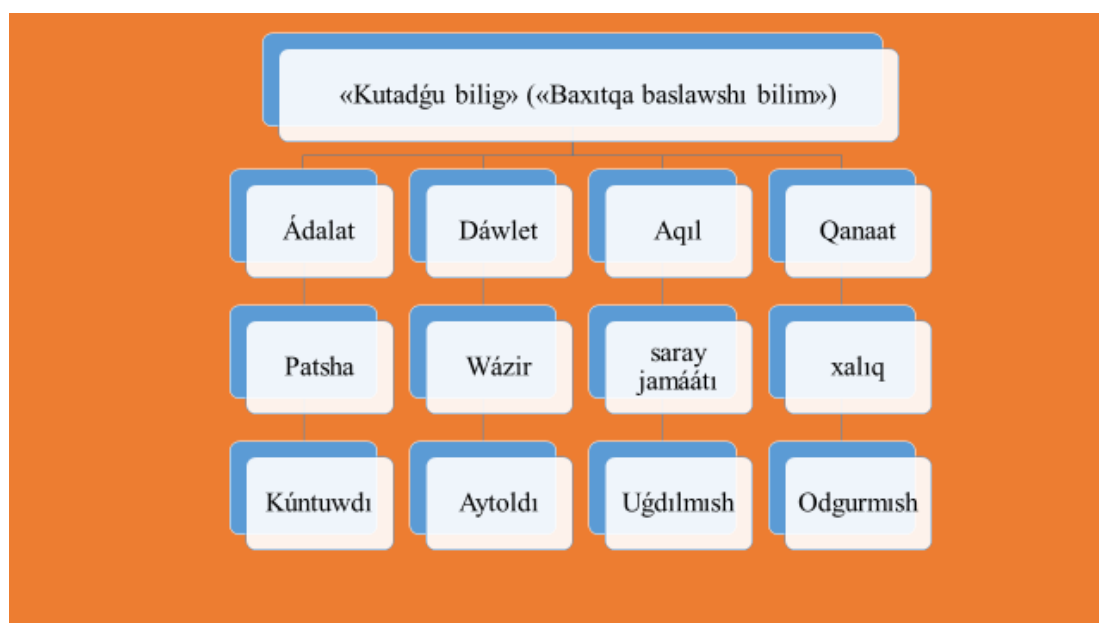 «Kutadǵu bilig» («Baxıtqa baslawshı bilim»)
Ádalat
Dáwlet
Aqıl
Qanaat
Patsha
Wázir
saray
jamáátı
xalıq
Kúntuwdı
Aytoldı
Uǵdılmısh
Odgurmısh